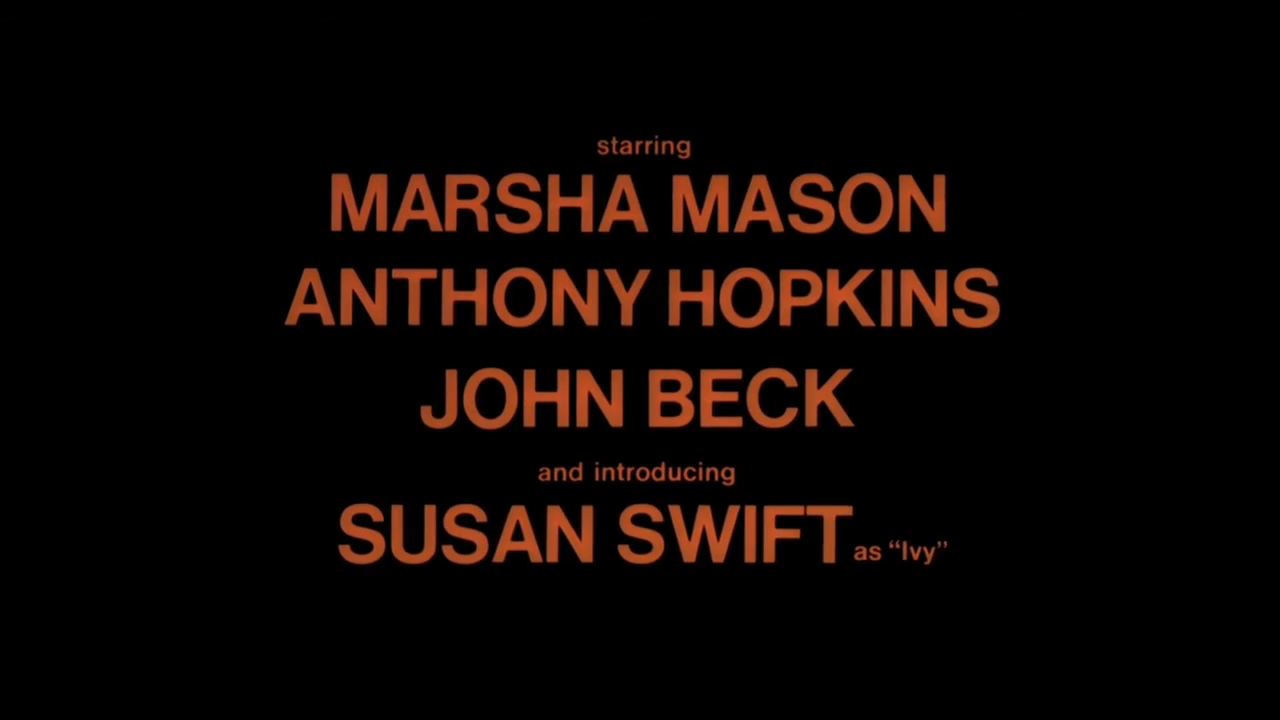 starring
MARSHA MASON
ANTHONY HOPKINS
JOHN BECK
and introducing
SUSAN SWIFT as “Ivy”